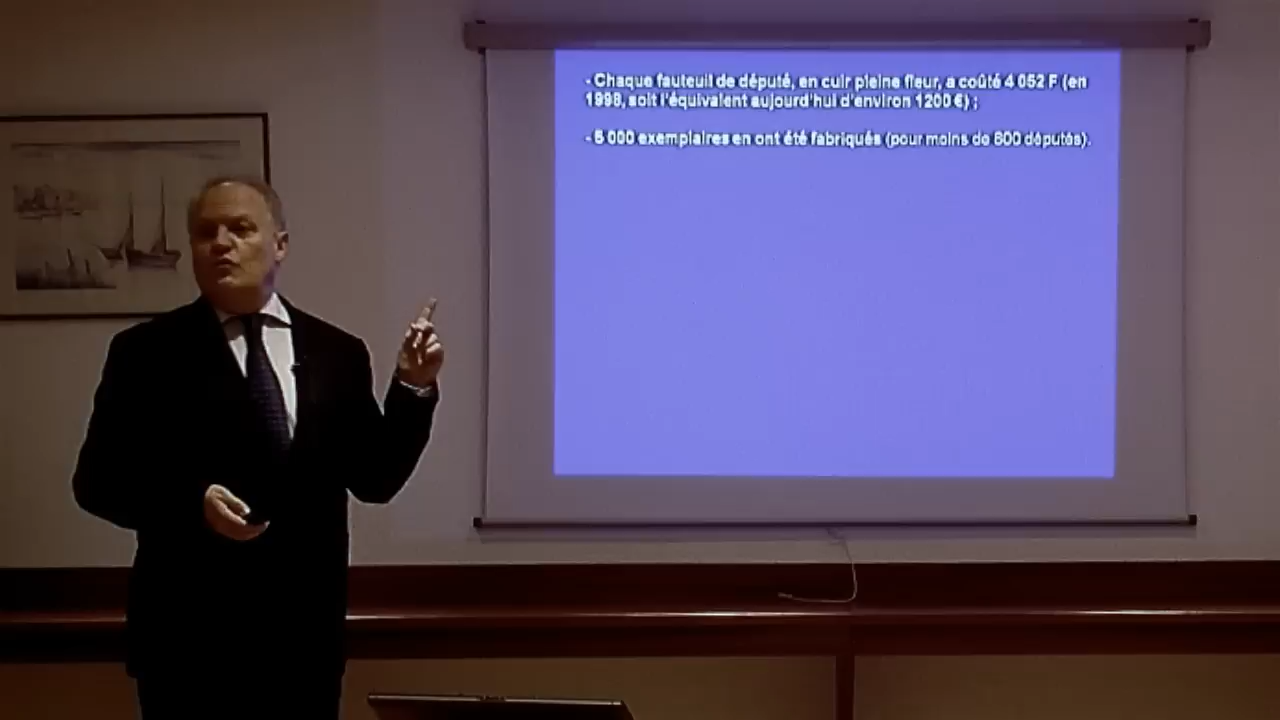 - Chaque fauteuil de député, en cuir pleine fleur, a coûté 4 052 F (en
1998, soit l'équivalent aujourd'hui d'environ 1200 €) ;
- 5 000 exemplaires en ont été fabriqués (pour moins de 800 députés).